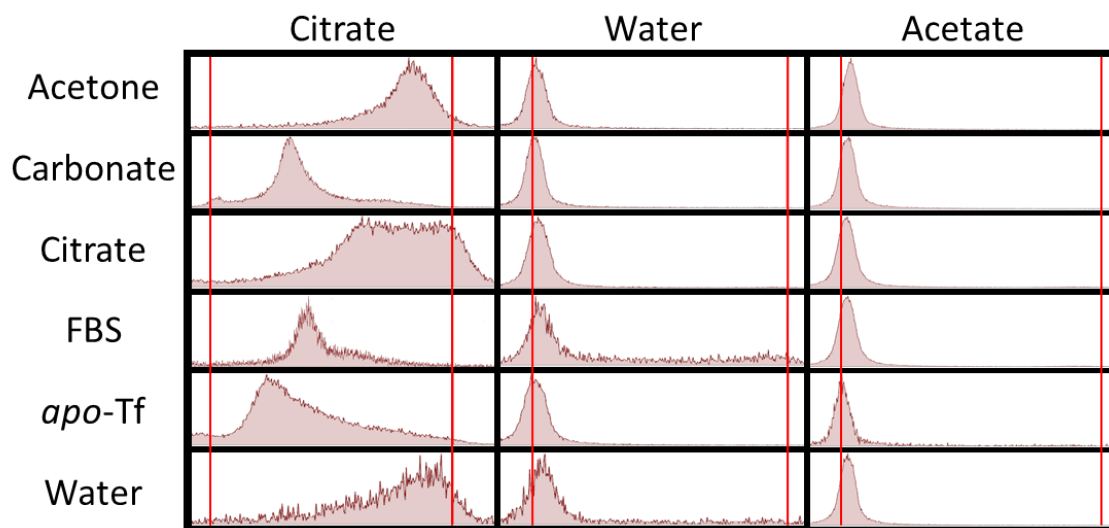 Citrate Water Acetate
Acetone
Carbonate
Citrate
FBS
apo-Tf
Water